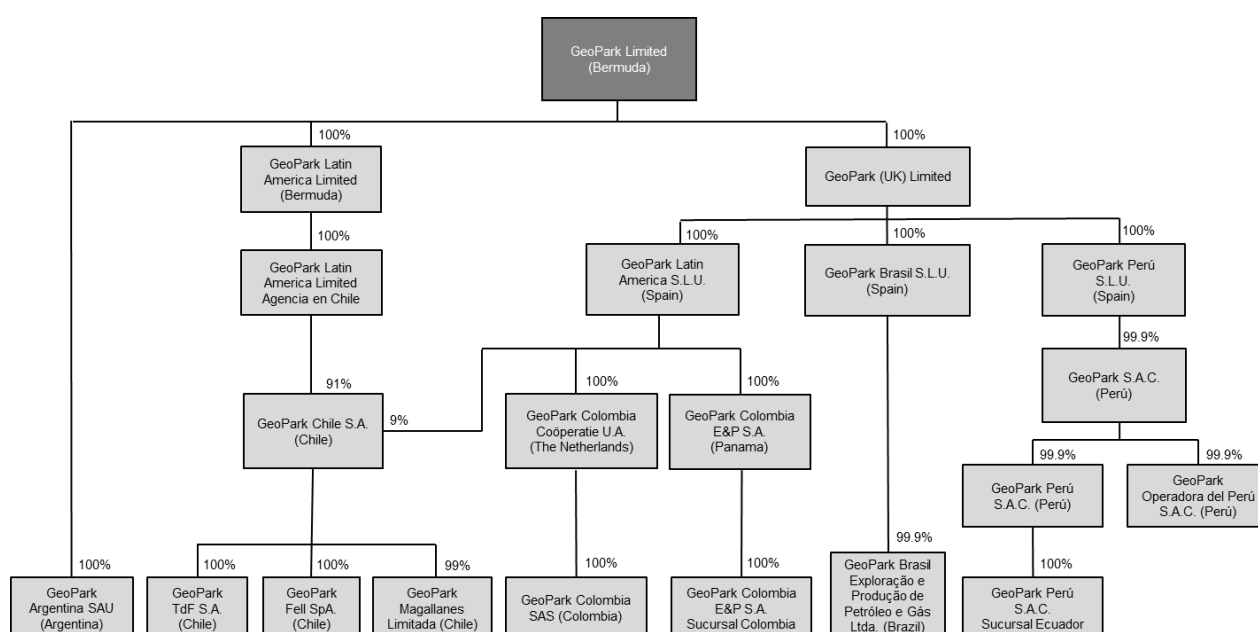 GeoPark Limited
(Bermuda)
100%
100%
GeoPark Latin
America Limited
(Bermuda)
GeoPark (UK) Limited
100%
100%
100%
100%
GeoPark Latin
America Limited
Agencia en Chile
GeoPark Latin
America S.L.U.
(Spain)
GeoPark Brasil S.L.U.
(Spain)
GeoPark Perú
S.L.U.
(Spain)
99.9%
GeoPark S.A.C.
(Perú)
91%
100%
100%
GeoPark Chile S.A.
(Chile)
9%
GeoPark Colombia
Coöperatie U.A.
(The Netherlands)
GeoPark Colombia
E&P S.A.
(Panama)
99.9%
99.9%
GeoPark Perú
S.A.C. (Perú)
GeoPark
Operadora del Perú
S.A.C. (Perú)
100%
100%
100%
99%
100%
100%
99.9%
100%
GeoPark
Argentina SAU
(Argentina)
GeoPark
TdF S.A.
(Chile)
GeoPark
Fell SpA.
(Chile)
GeoPark
Magallanes
Limitada (Chile)
GeoPark Colombia
SAS (Colombia)
GeoPark Colombia
E&P S.A.
Sucursal Colombia
GeoPark Brasil
Exploração e
Produção de
Petróleo e Gás
Ltda. (Brazil)
GeoPark Perú
S.A.C.
Sucursal Ecuador